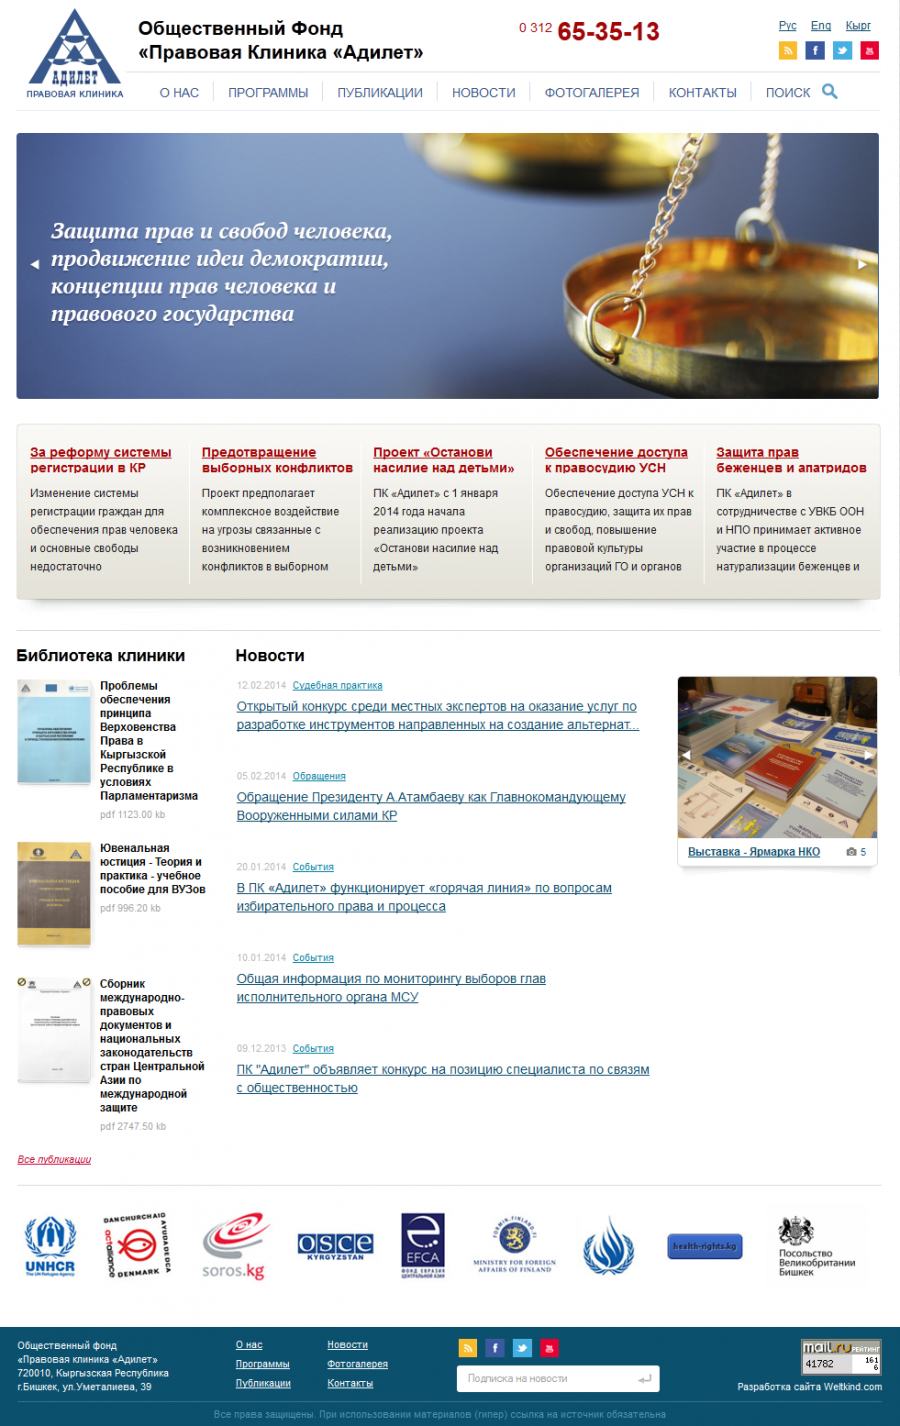 АДИЛЕТ
ПРАВОВАЯ КЛИНИКА
Общественный Фонд
«Правовая Клиника «Адилет»
0 312 65-35-13
Рус Eng Кырг
О НАС ПРОГРАММЫ ПУБЛИКАЦИИ НОВОСТИ ФОТОГАЛЕРЕЯ КОНТАКТЫ ПОИСК
Защита прав и свобод человека,
продвижение идеи демократии,
концепции прав человека и
правового государства
За реформу системы
регистрации в КР
Изменение системы
регистрации граждан для
обеспечения прав человека
и основные свободы
недостаточно
Предотвращение
выборных конфликтов
Проект предполагает
комплексное воздействие
на угрозы связанные с
возникновением
конфликтов в выборном
Проект «Останови
насилие над детьми»
ПК «Адилет» с 1 января
2014 года начала
реализацию проекта
«Останови насилие над
детьми»
Обеспечение доступа
к правосудию УСН
Обеспечение доступа УСН к
правосудию, защита их прав
и свобод, повышение
правовой культуры
организаций ГО и органов
Защита прав
беженцев и апатридов
ПК «Адилет» в
сотрудничестве с УВКБ ООН
и НПО принимает активное
участие в процессе
натурализации беженцев и
Библиотека клиники
Проблемы
обеспечения
принципа
Верховенства
Права в
Кыргызской
Республике в
условиях
Парламентаризма
pdf 1123.00 kb
Ювенальная
юстиция - Теория и
практика - учебное
пособие для ВУЗов
pdf 996.20 kb
Сборник
международно-
правовых
документов и
национальных
законодательств
стран Центральной
Азии по
международной
защите
pdf 2747.50 kb
Все публикации
Новости
12.02.2014 Судебная практика
Открытый конкурс среди местных экспертов на оказание услуг по
разработке инструментов направленных на создание альтернат...
05.02.2014 Обращения
Обращение Президенту А.Атамбаеву как Главнокомандующему
Вооруженными силами КР
20.01.2014 События
В ПК «Адилет» функционирует «горячая линия» по вопросам
избирательного права и процесса
10.01.2014 События
Общая информация по мониторингу выборов глав
исполнительного органа МСУ
09.12.2013 События
ПК "Адилет" объявляет конкурс на позицию специалиста по связям
с общественностью
Выставка - Ярмарка НКО 5
UNHCR
The UN Refugee Agency
DANCHURCHAID
AYUDA DE DCA
DENMARK
actalliance
soros.kg
OSCE
KYRGYZSTAN
EFCA
ФОНД ЕВРАЗИЯ
ЦЕНТРАЛЬНОЙ АЗИИ
FORMIN.FINLAND.FI
MINISTRY FOR FOREIGN
AFFAIRS OF FINLAND
health-rights.kg
Посольство
Великобритании
Бишкек
Общественный фонд
«Правовая клиника «Адилет»
720010, Кыргызская Республика
г.Бишкек, ул.Уметалиева, 39
О нас
Программы
Публикации
Новости
Фотогалерея
Контакты
Подписка на новости
mail.ru РЕЙТИНГ
41782 161
6
Разработка сайта Weltkind.com
Все права защищены. При использовании материалов (гипер) ссылка на источник обязательна